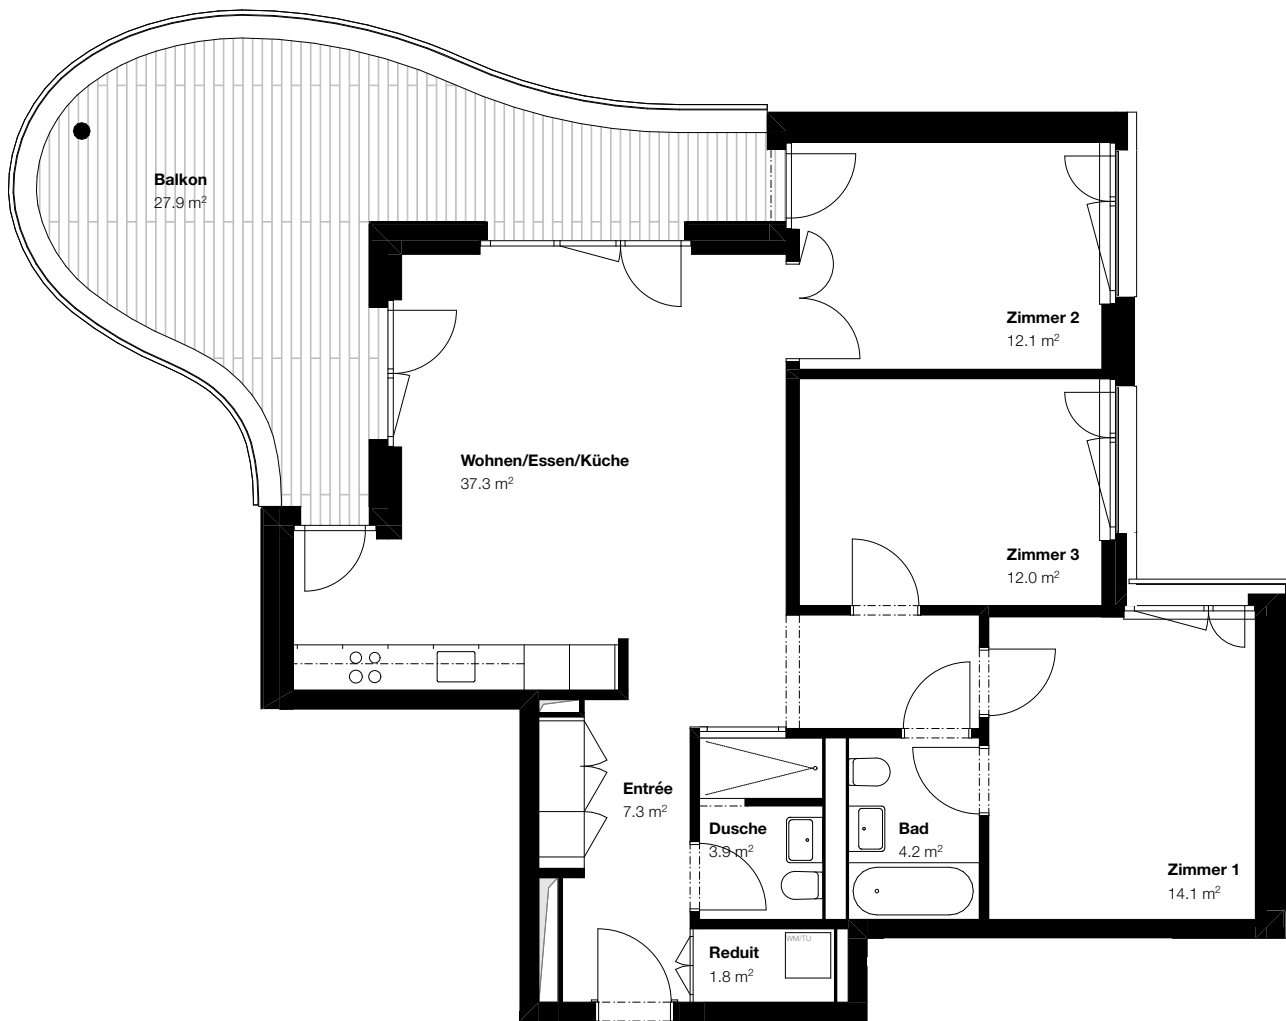 Balkon
27.9 m²
Zimmer 2
12.1 m²
Wohnen/Essen/Küche
37.3 m²
Zimmer 3
12.0 m²
Entrée
7.3 m²
Dusche
3.9 m²
Bad
4.2 m²
Zimmer 1
14.1 m²
Reduit
1.8 m²
WM/TU